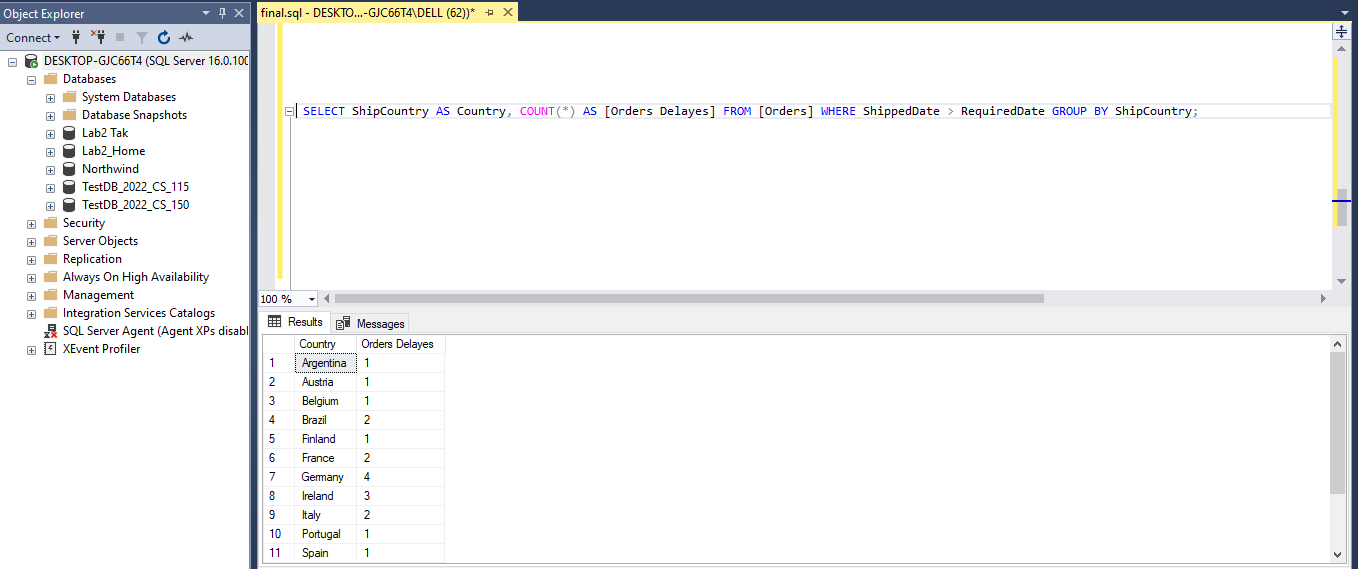 Object Explorer
Connect
DESKTOP-GJC66T4 (SQL Server 16.0.100
Databases
System Databases
Database Snapshots
Lab2 Tak
Lab2_Home
Northwind
TestDB_2022_CS_115
TestDB_2022_CS_150
Security
Server Objects
Replication
Always On High Availability
Management
Integration Services Catalogs
SQL Server Agent (Agent XPs disabl
XEvent Profiler
final.sql - DESKTO...-GJC66T4\DELL (62))*
SELECT ShipCountry AS Country, COUNT(*) AS [Orders Delayes] FROM [Orders] WHERE ShippedDate > RequiredDate GROUP BY ShipCountry;
100 %
Results Messages
Country Orders Delayes
1 Argentina 1
2 Austria 1
3 Belgium 1
4 Brazil 2
5 Finland 1
6 France 2
7 Germany 4
8 Ireland 3
9 Italy 2
10 Portugal 1
11 Spain 1